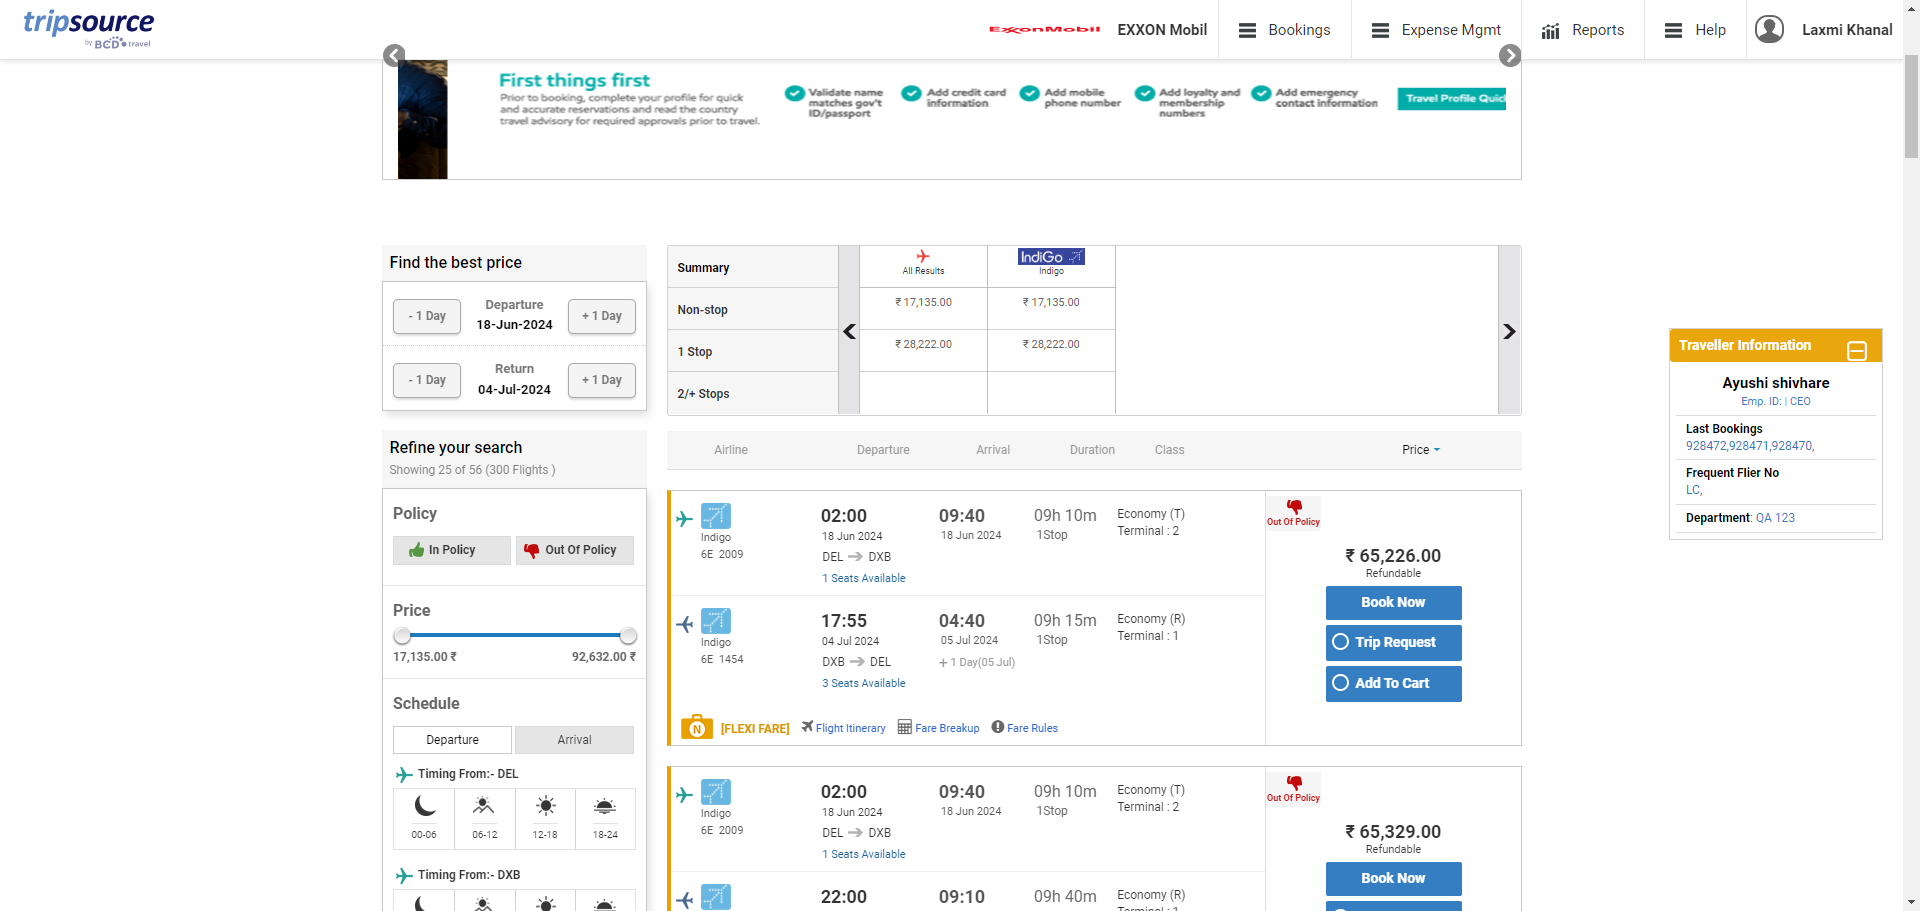 tripsource
by BCD travel
ExxonMobil
EXXON Mobil
Bookings
Expense Mgmt
Reports
Help
Laxmi Khanal
First things first
Prior to booking, complete your profile for quick
and accurate reservations and read the country
travel advisory for required approvals prior to travel.
Validate name
matches gov't
ID/passport
Add credit card
information
Add mobile
phone number
Add loyalty and
membership
numbers
Add emergency
contact information
Travel Profile Quic
Find the best price
- 1 Day
Departure
18-Jun-2024
+ 1 Day
- 1 Day
Return
04-Jul-2024
+ 1 Day
Summary
All Results
IndiGo
Indigo
Non-stop
₹ 17,135.00
₹ 17,135.00
1 Stop
₹ 28,222.00
₹ 28,222.00
2/+ Stops
Traveller Information
Ayushi shivhare
Emp. ID: | CEO
Last Bookings
928472,928471,928470,
Frequent Flier No
LC,
Department: QA 123
Refine your search
Showing 25 of 56 (300 Flights )
Policy
In Policy
Out Of Policy
Price
17,135.00 ₹
92,632.00 ₹
Schedule
Departure
Arrival
Timing From:- DEL
00-06
06-12
12-18
18-24
Timing From:- DXB
Airline
Departure
Arrival
Duration
Class
Price
Indigo
6E 2009
02:00
18 Jun 2024
DEL DXB
1 Seats Available
09:40
18 Jun 2024
09h 10m
1Stop
Economy (T)
Terminal : 2
Indigo
6E 1454
17:55
04 Jul 2024
DXB DEL
3 Seats Available
04:40
05 Jul 2024
+ 1 Day(05 Jul)
09h 15m
1Stop
Economy (R)
Terminal : 1
N
[FLEXI FARE]
Flight Itinerary
Fare Breakup
Fare Rules
Out Of Policy
₹ 65,226.00
Refundable
Book Now
Trip Request
Add To Cart
Indigo
6E 2009
02:00
18 Jun 2024
DEL DXB
1 Seats Available
09:40
18 Jun 2024
09h 10m
1Stop
Economy (T)
Terminal : 2
22:00
09:10
09h 40m
Economy (R)
Terminal : 1
Out Of Policy
₹ 65,329.00
Refundable
Book Now